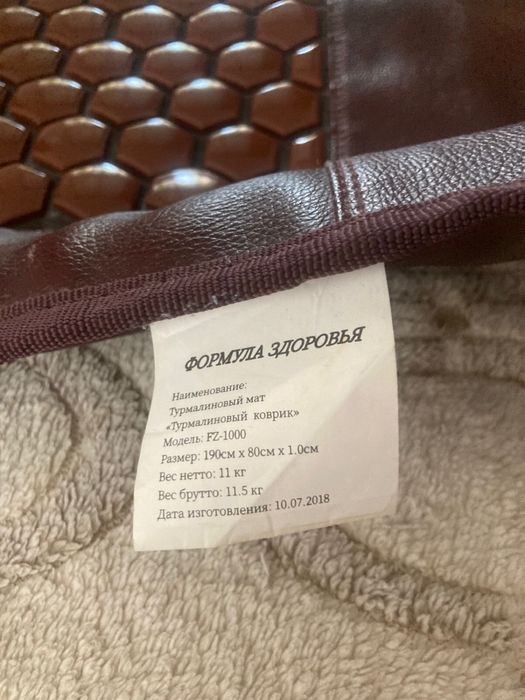 ФОРМУЛА ЗДОРОВЬЯ
Наименование:
Турмалиновый мат
«Турмалиновый коврик»
Модель: FZ-1000
Размер: 190см х 80см х 1.0см
Вес нетто: 11 кг
Вес брутто: 11.5 кг
Дата изготовления: 10.07.2018